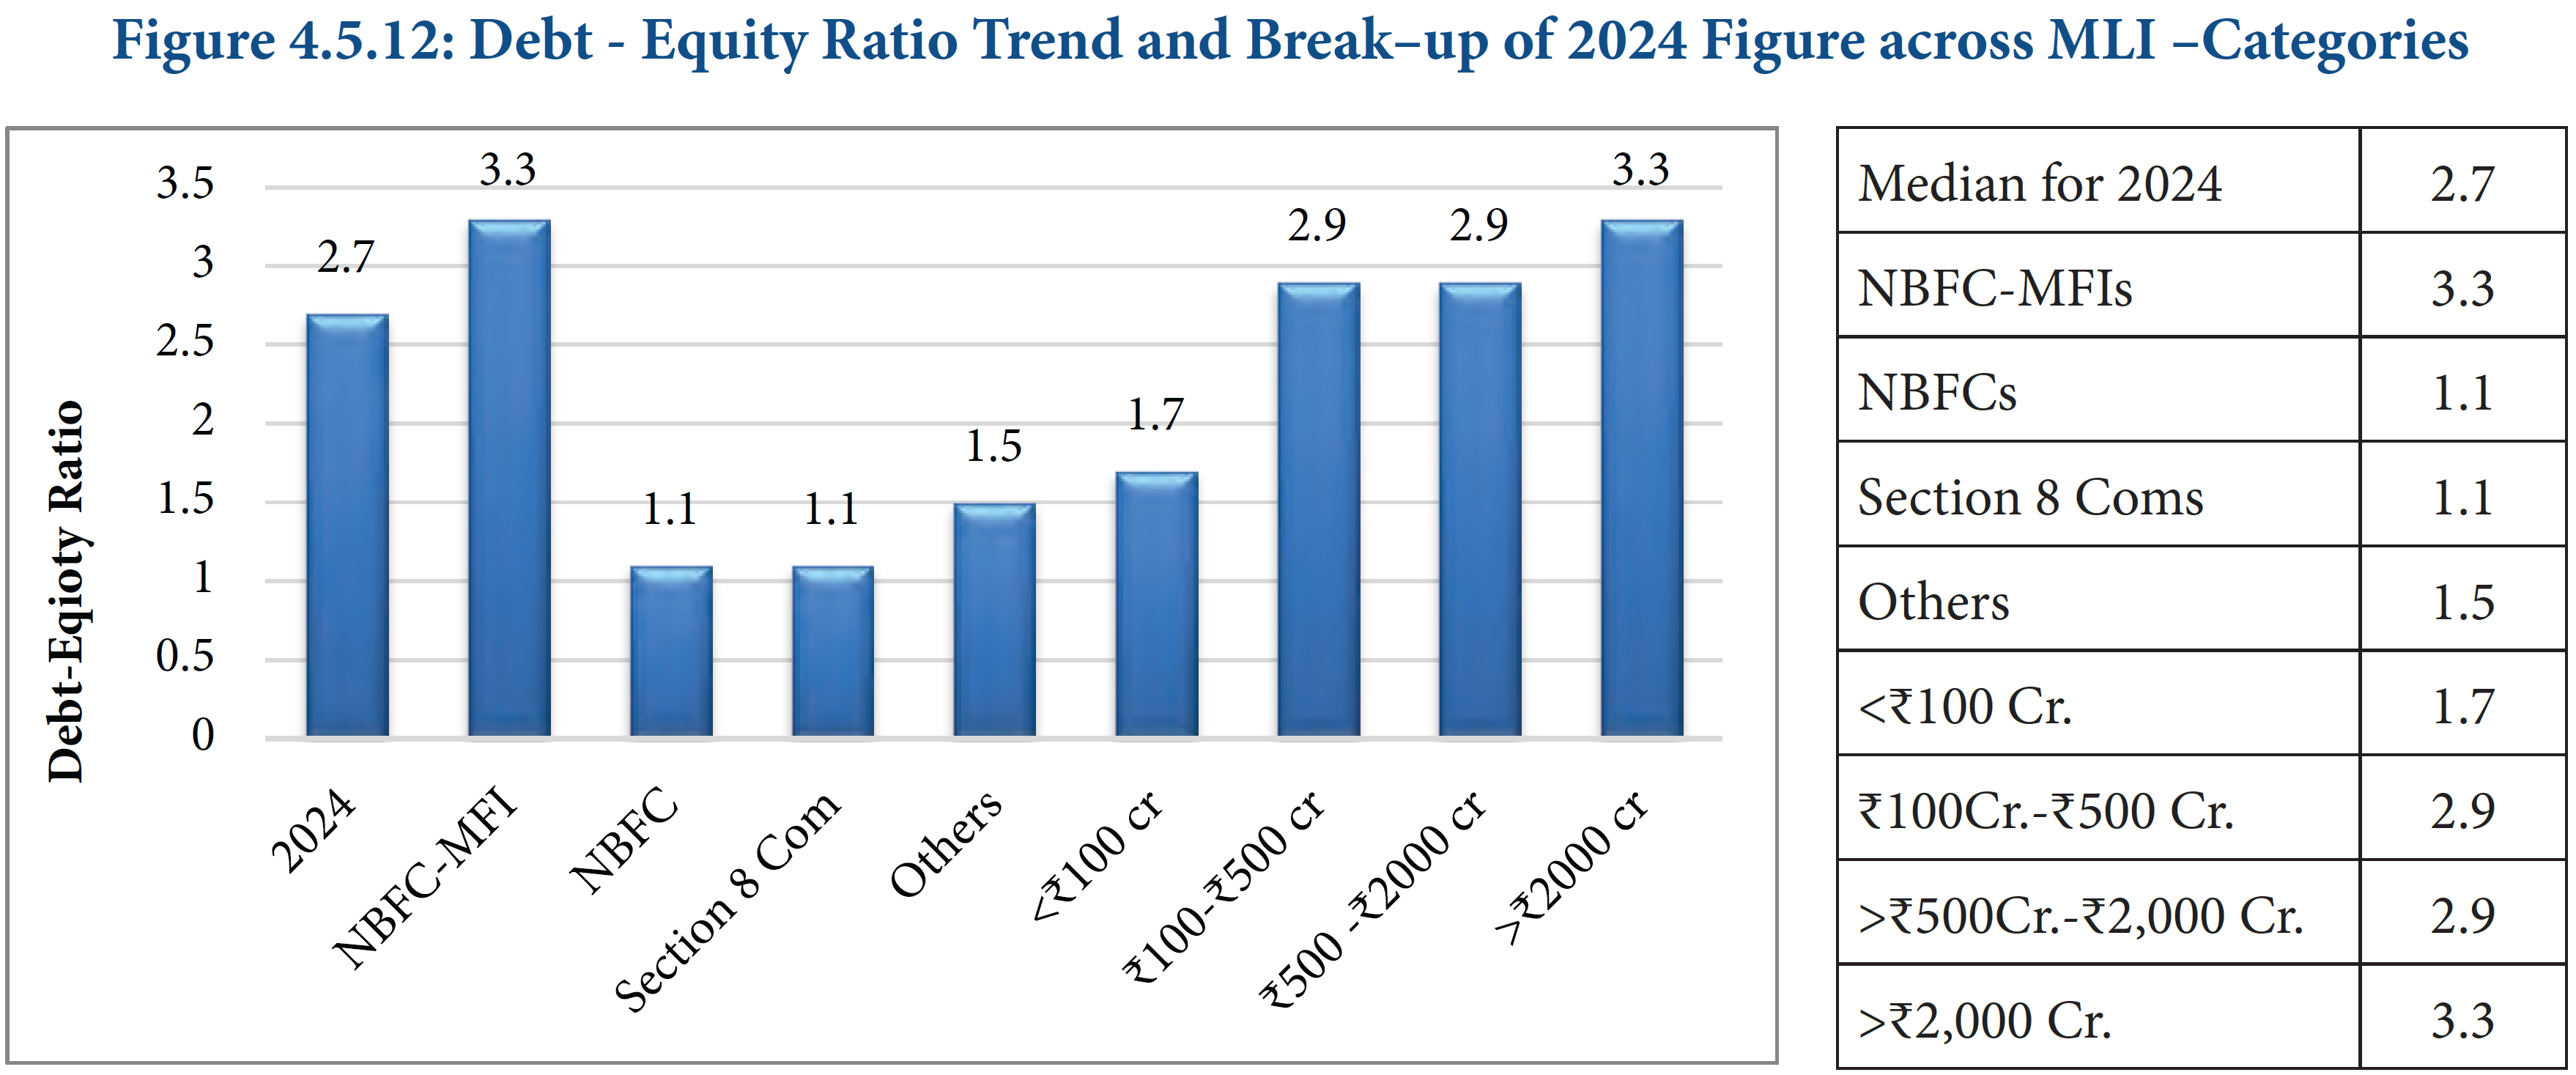 Figure 4.5.12: Debt - Equity Ratio Trend and Break–up of 2024 Figure across MLI –Categories
Debt-Eqioty Ratio
3.5
3
2.5
2
1.5
1
0.5
0
2.7
3.3
1.1
1.1
1.5
1.7
2.9
2.9
3.3
2024
NBFC-MFI
NBFC
Section 8 Com
Others
<₹100 cr
₹100-₹500 cr
₹500 -₹2000 cr
>₹2000 cr
Median for 2024 2.7
NBFC-MFIs 3.3
NBFCs 1.1
Section 8 Coms 1.1
Others 1.5
<₹100 Cr. 1.7
₹100Cr.-₹500 Cr. 2.9
>₹500Cr.-₹2,000 Cr. 2.9
>₹2,000 Cr. 3.3